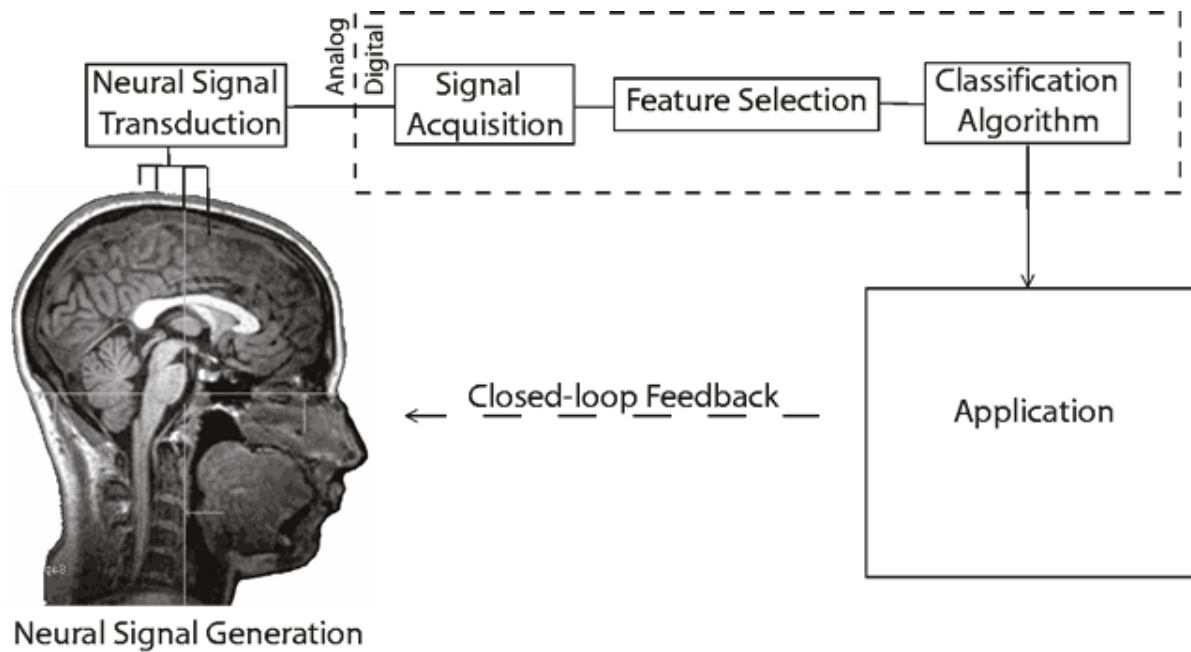 Neural Signal
Transduction
Analog
Digital
Signal
Acquisition
Feature Selection
Classification
Algorithm
Closed-loop Feedback
Application
Neural Signal Generation